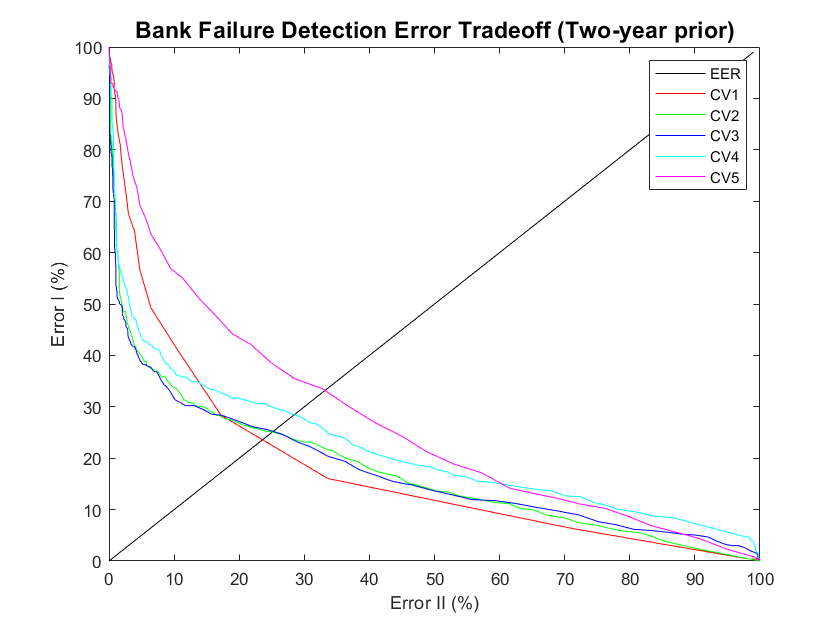 Bank Failure Detection Error Tradeoff (Two-year prior)
EER
CV1
CV2
CV3
CV4
CV5
100
90
80
70
60
50
40
30
20
10
0
Error I (%)
0 10 20 30 40 50 60 70 80 90 100
Error II (%)